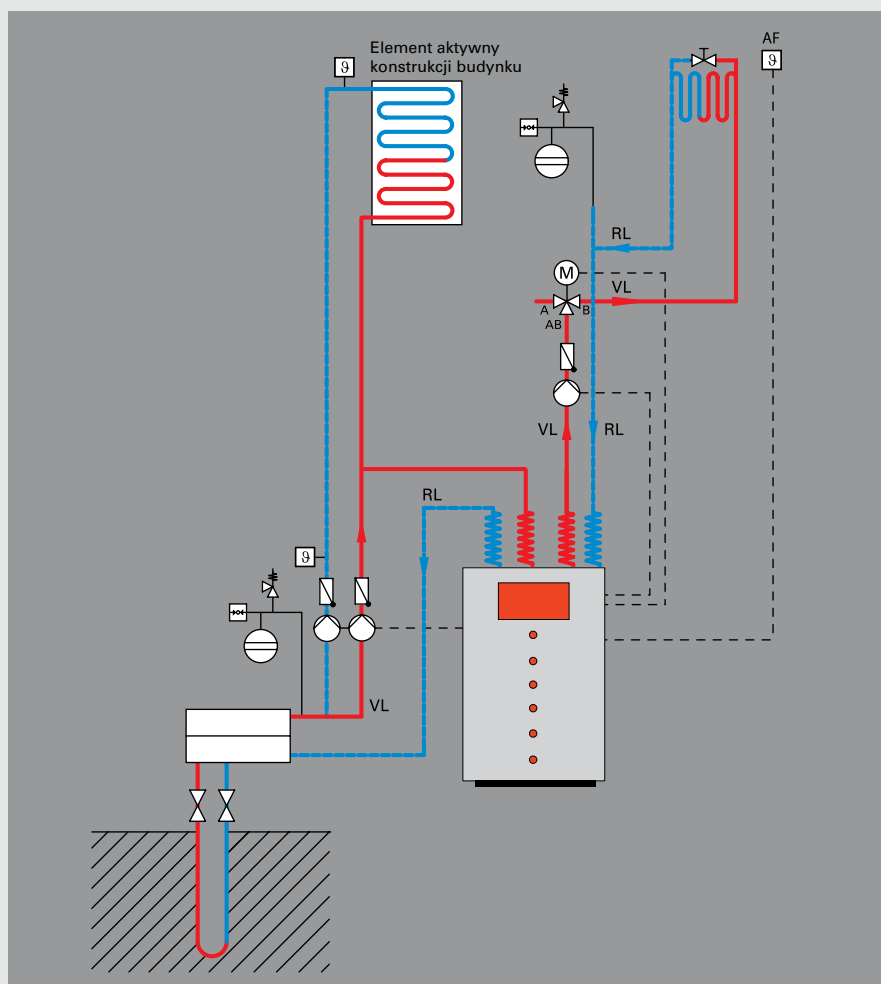 Element aktywny
konstrukcji budynku
AF
ϑ
ϑ
RL
M
VL
A
B
AB
VL
RL
RL
ϑ
VL